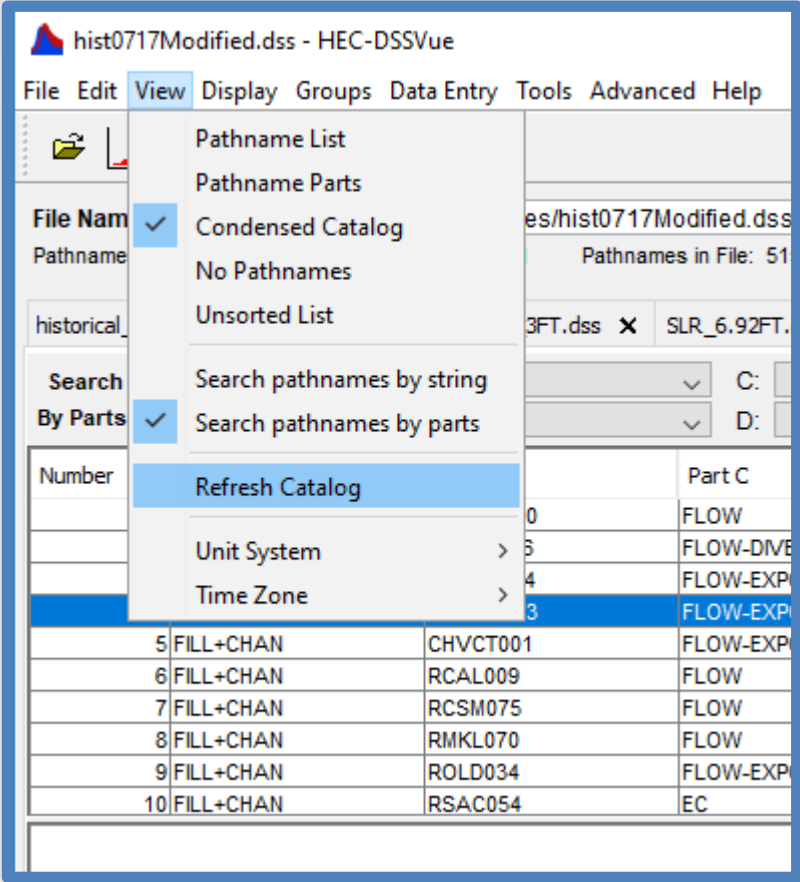 hist0717Modified.dss - HEC-DSSVue
File Edit View Display Groups Data Entry Tools Advanced Help
Pathname List
Pathname Parts
File Nam Condensed Catalog es/hist0717Modified.dss
Pathname No Pathnames Pathnames in File: 51
historical_ Unsorted List 3FT.dss X SLR_6.92FT.
Search Search pathnames by string C:
By Parts Search pathnames by parts D:
Number Part C
Refresh Catalog
0 FLOW
Unit System > 6 FLOW-DIVE
4 FLOW-EXP
Time Zone > 3 FLOW-EXP
5 FILL+CHAN CHVCT001 FLOW-EXP
6 FILL+CHAN RCAL009 FLOW
7 FILL+CHAN RCSM075 FLOW
8 FILL+CHAN RMKL070 FLOW
9 FILL+CHAN ROLD034 FLOW-EXP
10 FILL+CHAN RSAC054 EC